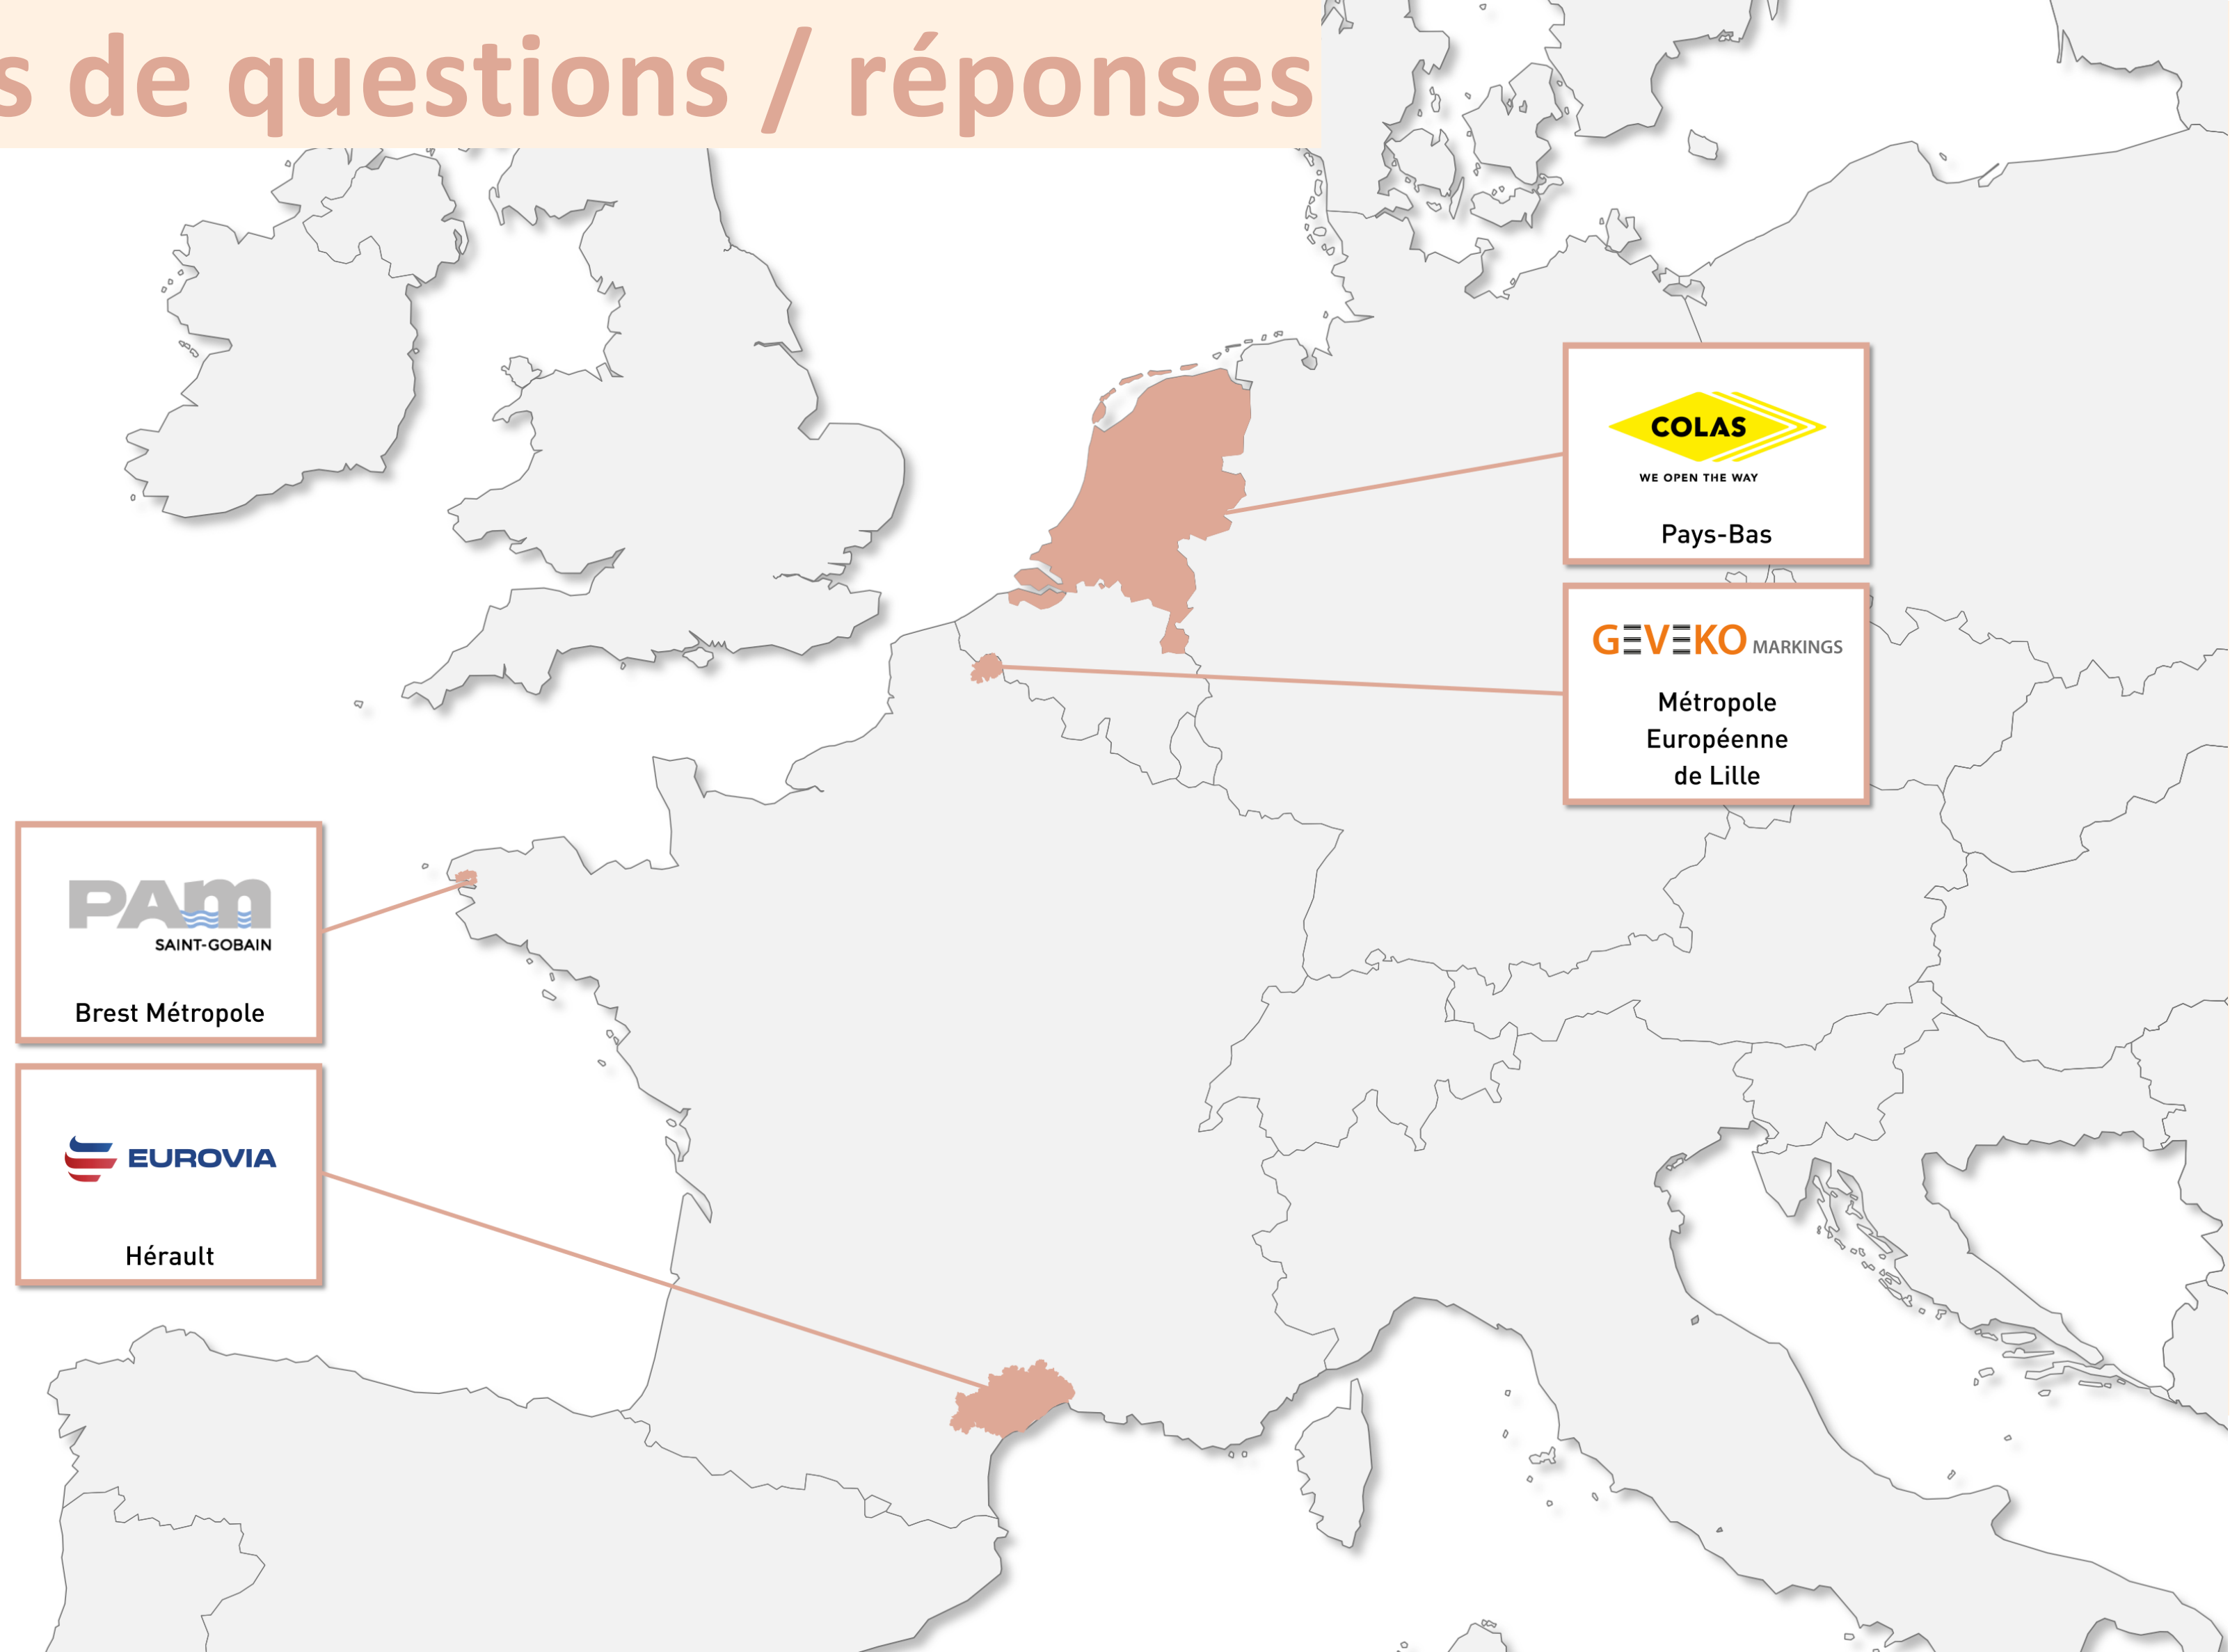 s de questions / réponses
COLAS
WE OPEN THE WAY
Pays-Bas
GEVEKO MARKINGS
Métropole
Européenne
de Lille
PAM
SAINT-GOBAIN
Brest Métropole
EUROVIA
Hérault